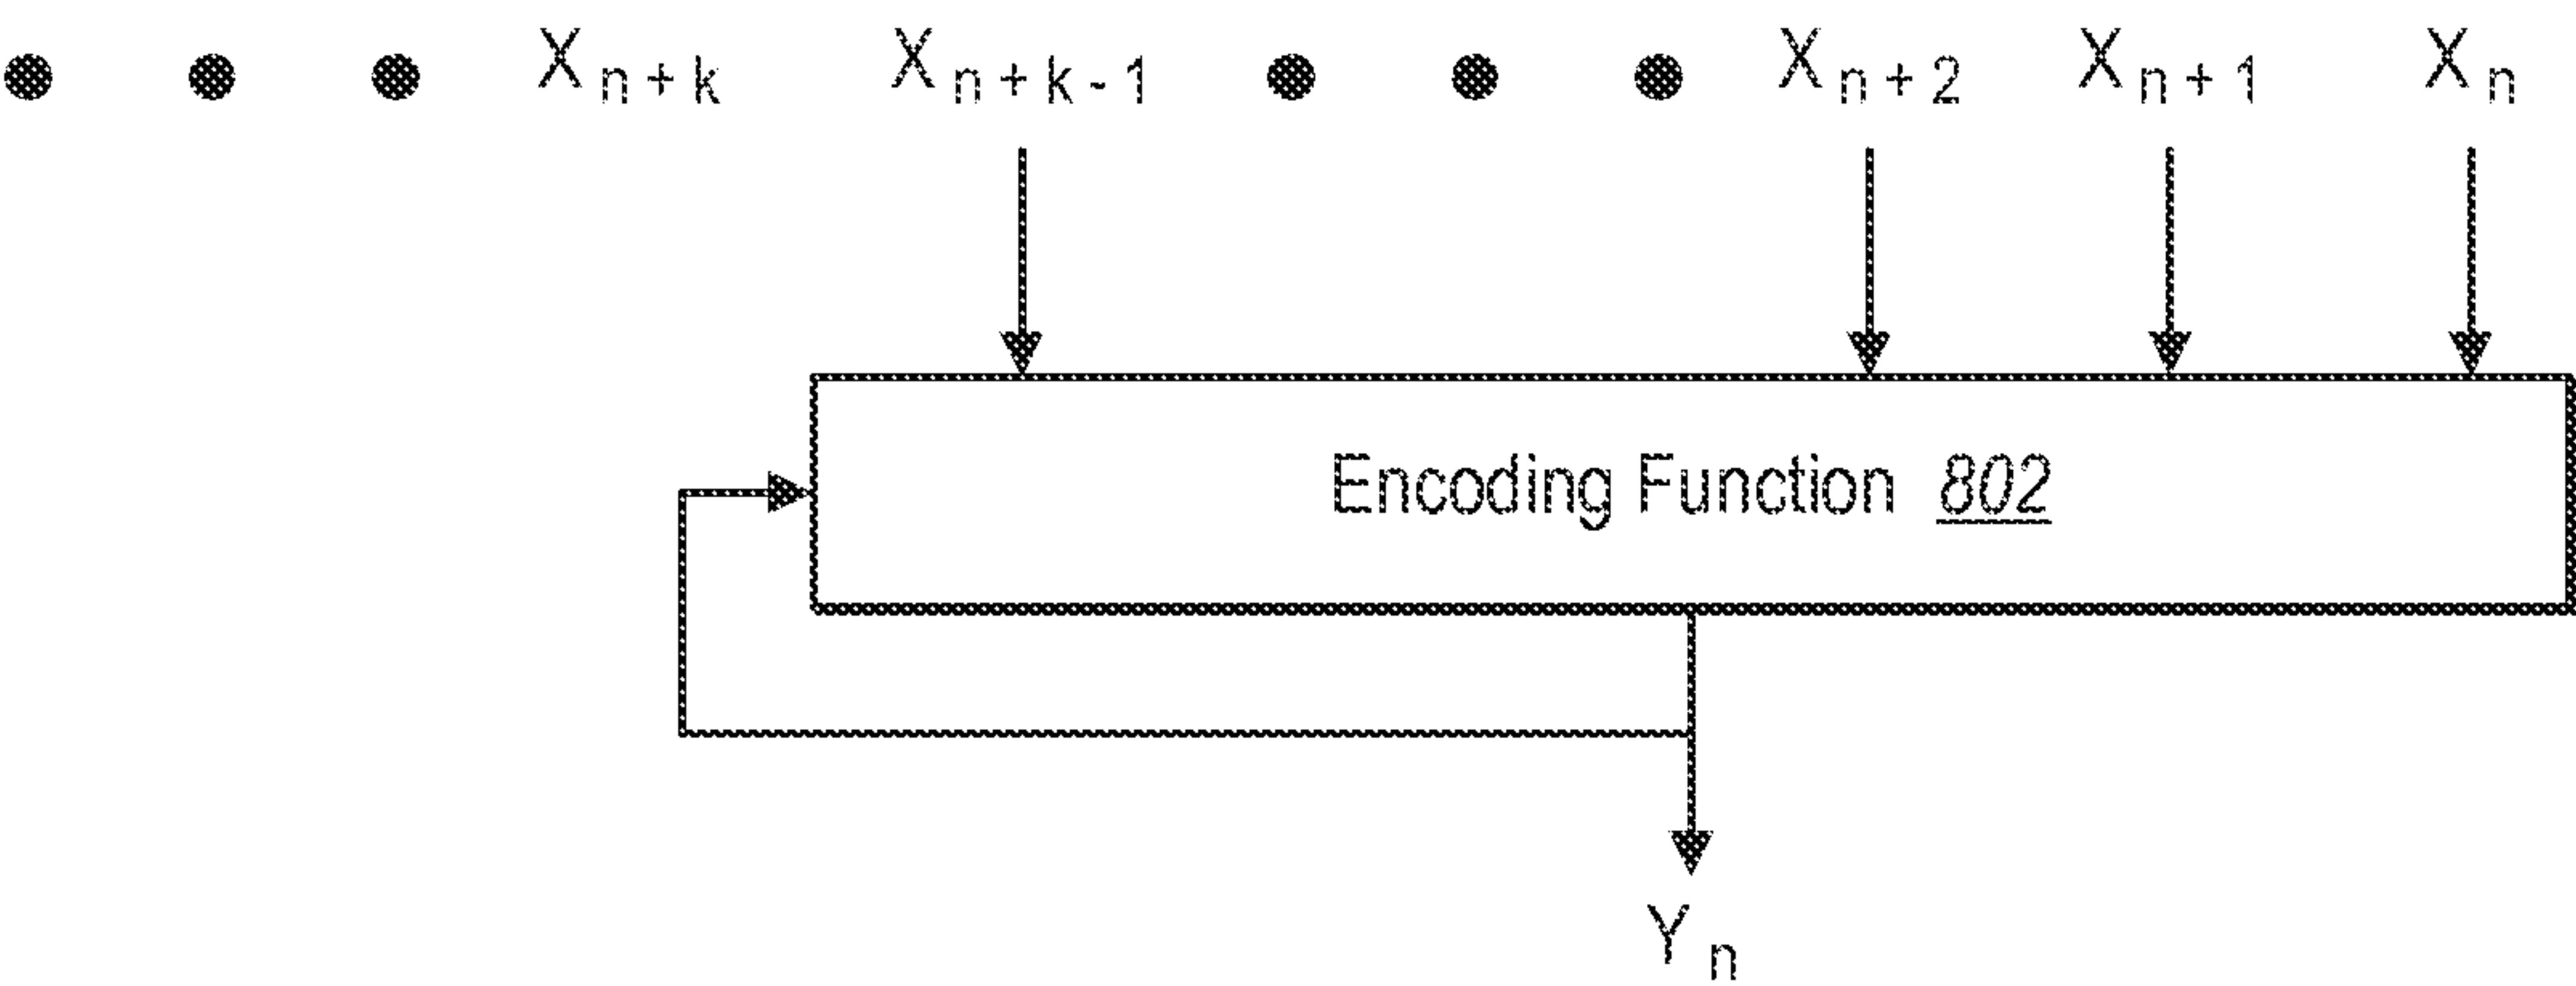 ● ● ● X n + k X n + k - 1 ● ● ● X n + 2 X n + 1 X n
Encoding Function 802
Y n